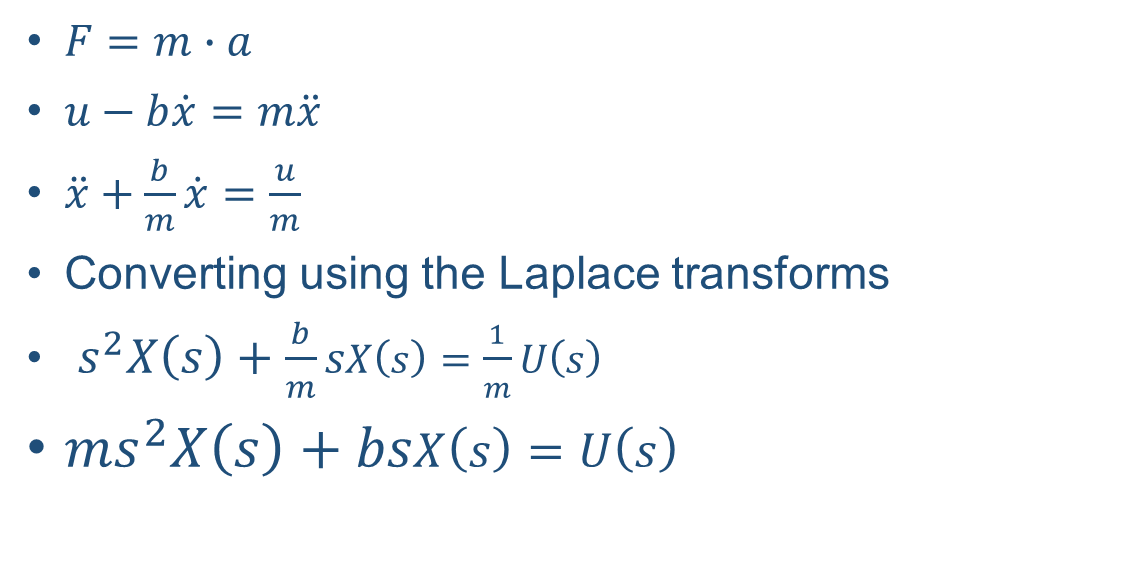 • F = m · a
• u − bẋ = mẍ
• ẍ + b/m ẋ = u/m
• Converting using the Laplace transforms
• s²X(s) + b/m sX(s) = 1/m U(s)
• ms²X(s) + bsX(s) = U(s)